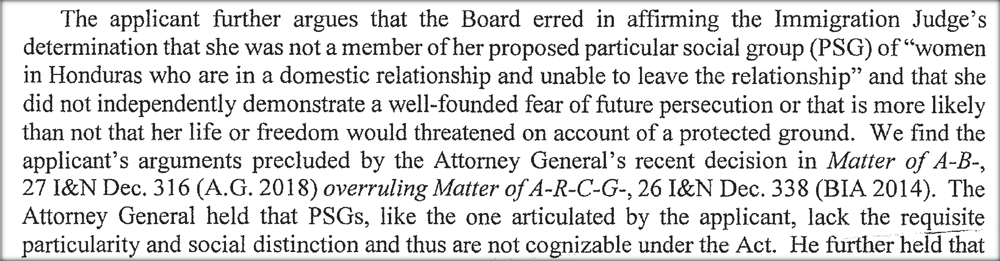 The applicant further argues that the Board erred in affirming the Immigration Judge's
determination that she was not a member of her proposed particular social group (PSG) of “women
in Honduras who are in a domestic relationship and unable to leave the relationship” and that she
did not independently demonstrate a well-founded fear of future persecution or that is more likely
than not that her life or freedom would threatened on account of a protected ground. We find the
applicant's arguments precluded by the Attorney General's recent decision in Matter of A-B-,
27 I&N Dec. 316 (A.G. 2018) overruling Matter of A-R-C-G-, 26 I&N Dec. 338 (BIA 2014). The
Attorney General held that PSGs, like the one articulated by the applicant, lack the requisite
particularity and social distinction and thus are not cognizable under the Act. He further held that